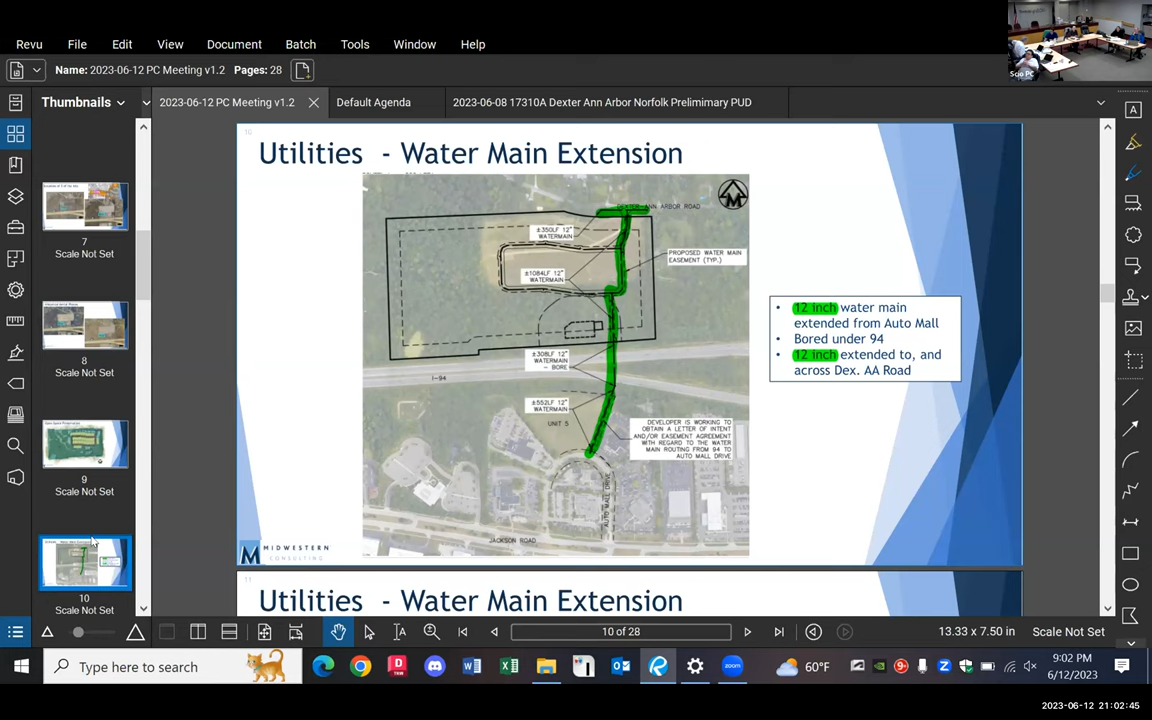 Scio PC
Revu File Edit View Document Batch Tools Window Help
Name: 2023-06-12 PC Meeting v1.2 Pages: 28
Thumbnails
2023-06-12 PC Meeting v1.2
Default Agenda
2023-06-08 17310A Dexter Ann Arbor Norfolk Prelimimary PUD
7
Scale Not Set
8
Scale Not Set
9
Scale Not Set
10
Scale Not Set
10
Utilities - Water Main Extension
ANN ARBOR ROAD
±350LF 12"
WATERMAIN
PROPOSED WATER MAIN
EASEMENT (TYP.)
±1084LF 12"
WATERMAIN
±308LF 12"
WATERMAIN
- BORE
I-94
±552LF 12"
WATERMAIN
UNIT 5
DEVELOPER IS WORKING TO
OBTAIN A LETTER OF INTENT
AND/OR EASEMENT AGREEMENT
WITH REGARD TO THE WATER
MAIN ROUTING FROM 94 TO
AUTO MALL DRIVE
AUTO MALL DRIVE
JACKSON ROAD
• 12 inch water main
extended from Auto Mall
• Bored under 94
• 12 inch extended to, and
across Dex. AA Road
MIDWESTERN
CONSULTING
11
Utilities - Water Main Extension
10 of 28
13.33 x 7.50 in
Scale Not Set
Type here to search
60°F
9:02 PM
6/12/2023
2023-06-12 21:02:45